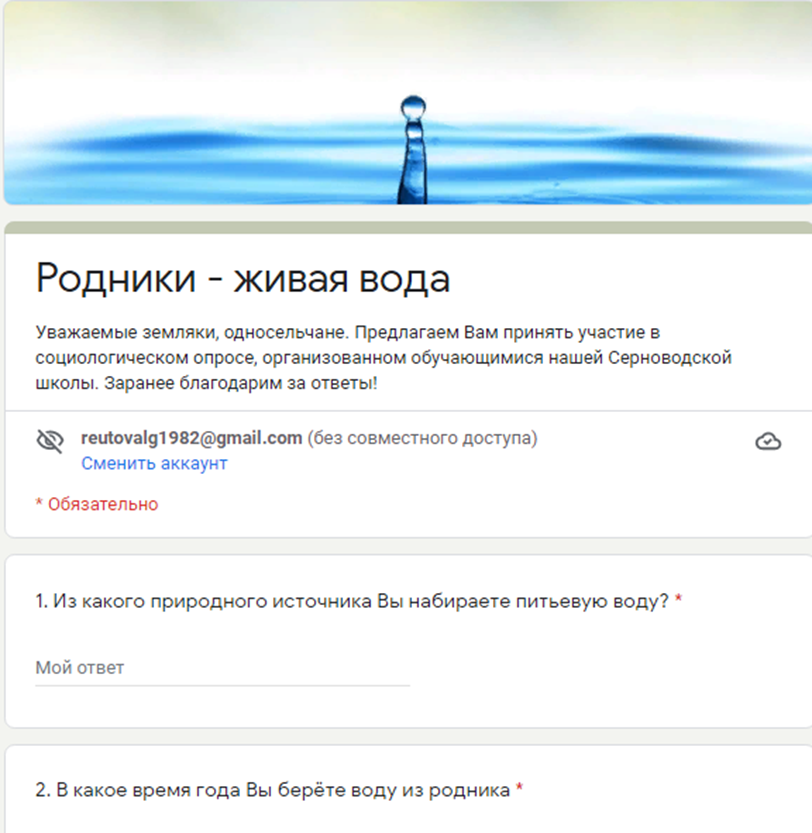 Родники - живая вода
Уважаемые земляки, односельчане. Предлагаем Вам принять участие в
социологическом опросе, организованном обучающимися нашей Серноводской
школы. Заранее благодарим за ответы!
reutovalg1982@gmail.com (без совместного доступа)
Сменить аккаунт
* Обязательно
1. Из какого природного источника Вы набираете питьевую воду? *
Мой ответ
2. В какое время года Вы берёте воду из родника *